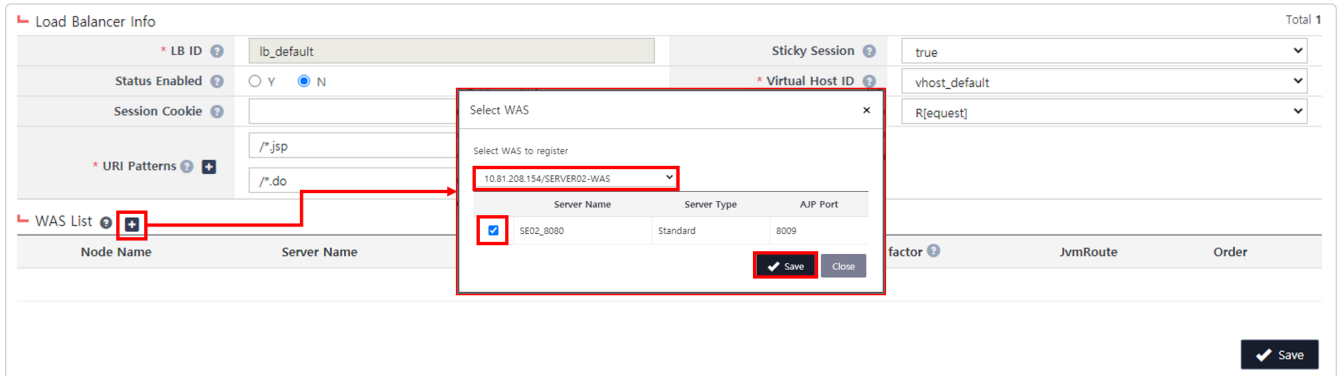 Load Balancer Info
Total 1
* LB ID ?
lb_default
Sticky Session ?
true
Status Enabled ?
Y N
* Virtual Host ID ?
vhost_default
Session Cookie ?
R[equest]
* URI Patterns ? +
/*.jsp
/*.do
WAS List ? +
Node Name Server Name factor ? JvmRoute Order
Select WAS ×
Select WAS to register
10.81.208.154/SERVER02-WAS
Server Name Server Type AJP Port
SE02_8080 Standard 8009
Save Close
Save